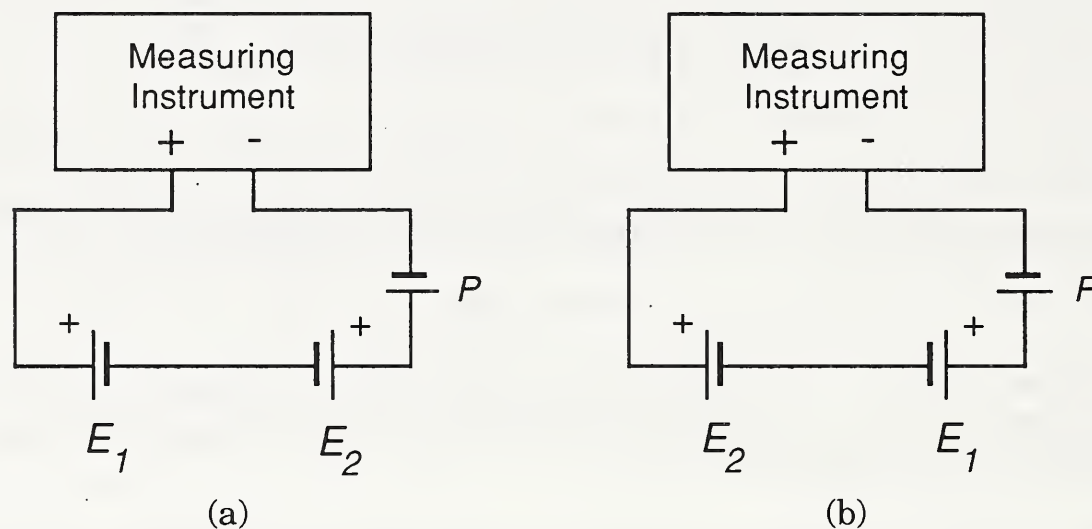 Measuring
Instrument
+ -
P
+ +
E1 E2
(a)
Measuring
Instrument
+ -
P
+ +
E2 E1
(b)